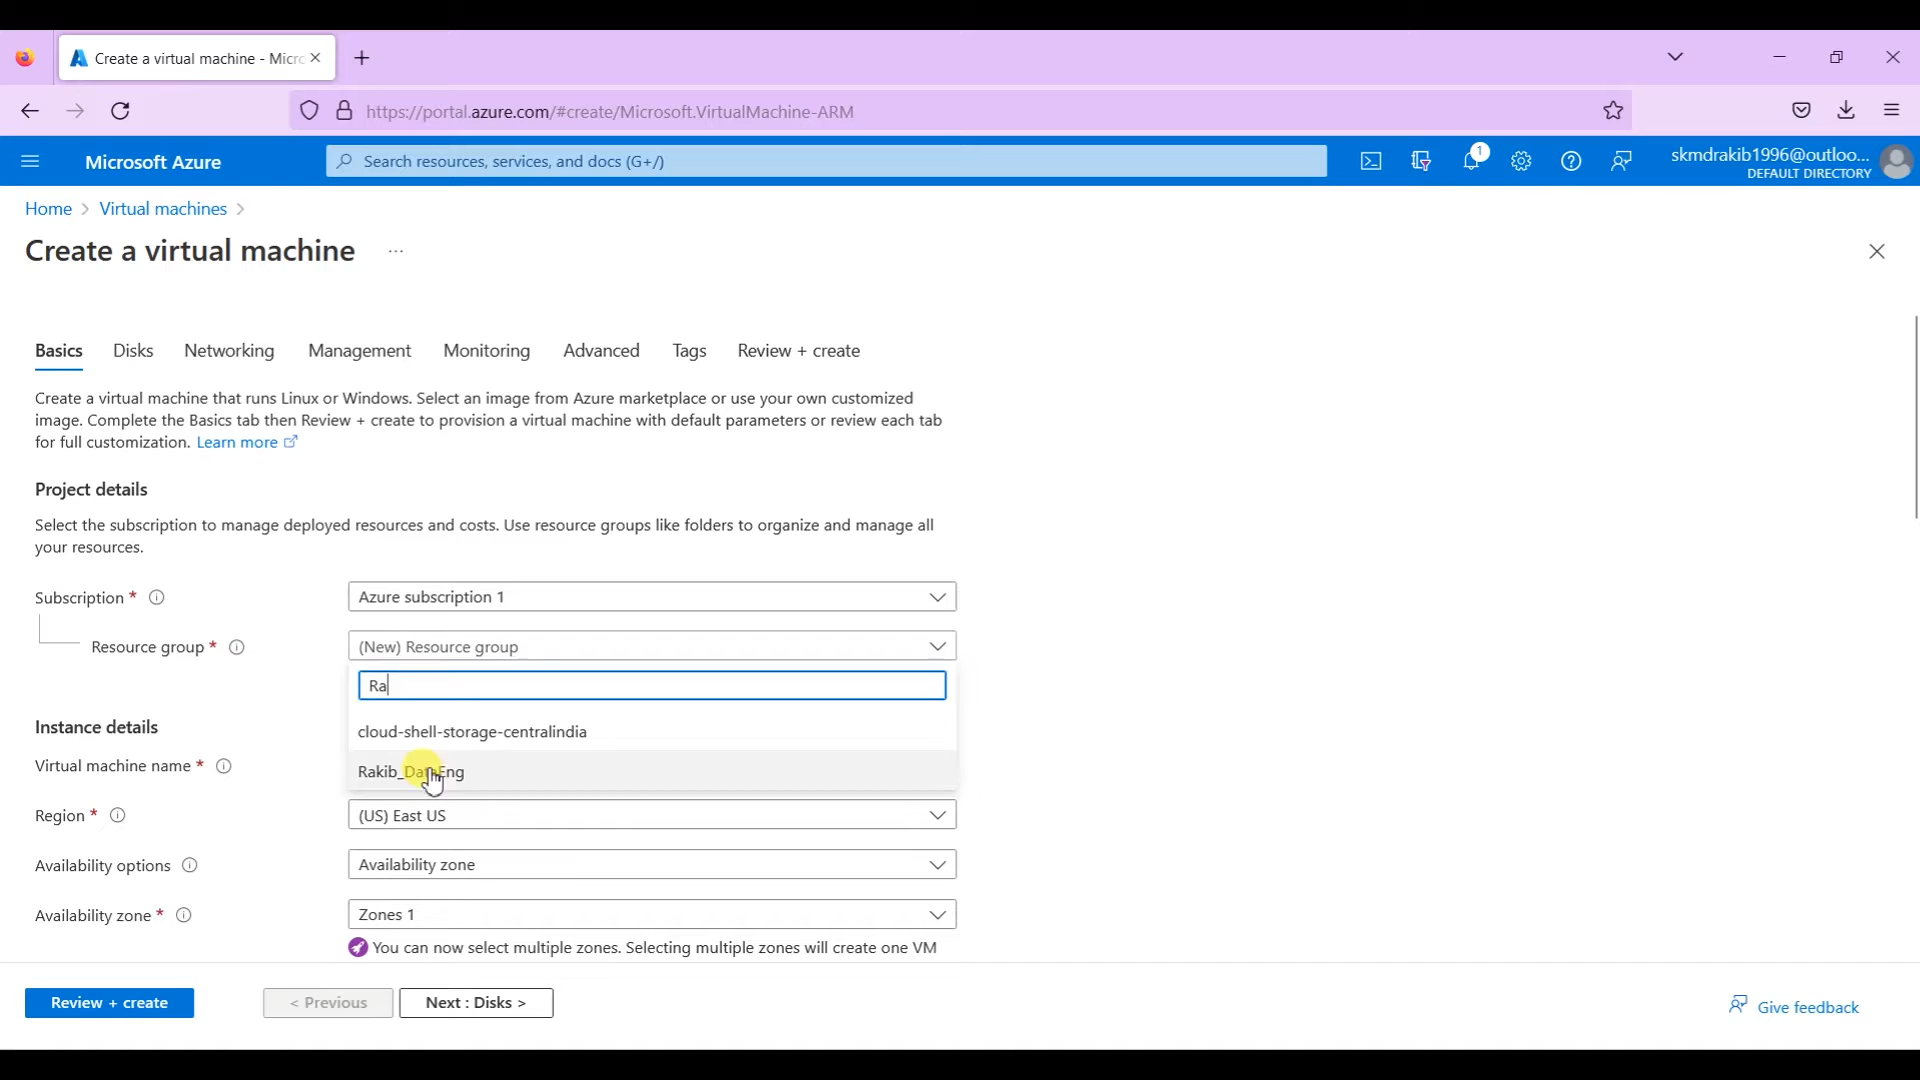 Create a virtual machine - Micro
https://portal.azure.com/#create/Microsoft.VirtualMachine-ARM
Microsoft Azure
Search resources, services, and docs (G+/)
1
skmdrakib1996@outloo...
DEFAULT DIRECTORY
Home > Virtual machines >
Create a virtual machine ...
Basics Disks Networking Management Monitoring Advanced Tags Review + create
Create a virtual machine that runs Linux or Windows. Select an image from Azure marketplace or use your own customized
image. Complete the Basics tab then Review + create to provision a virtual machine with default parameters or review each tab
for full customization. Learn more
Project details
Select the subscription to manage deployed resources and costs. Use resource groups like folders to organize and manage all
your resources.
Subscription * Azure subscription 1
Resource group * (New) Resource group
Ra
cloud-shell-storage-centralindia
Instance details
Virtual machine name *
Rakib_DataEng
Region * (US) East US
Availability options Availability zone
Availability zone * Zones 1
You can now select multiple zones. Selecting multiple zones will create one VM
Review + create < Previous Next : Disks >
Give feedback